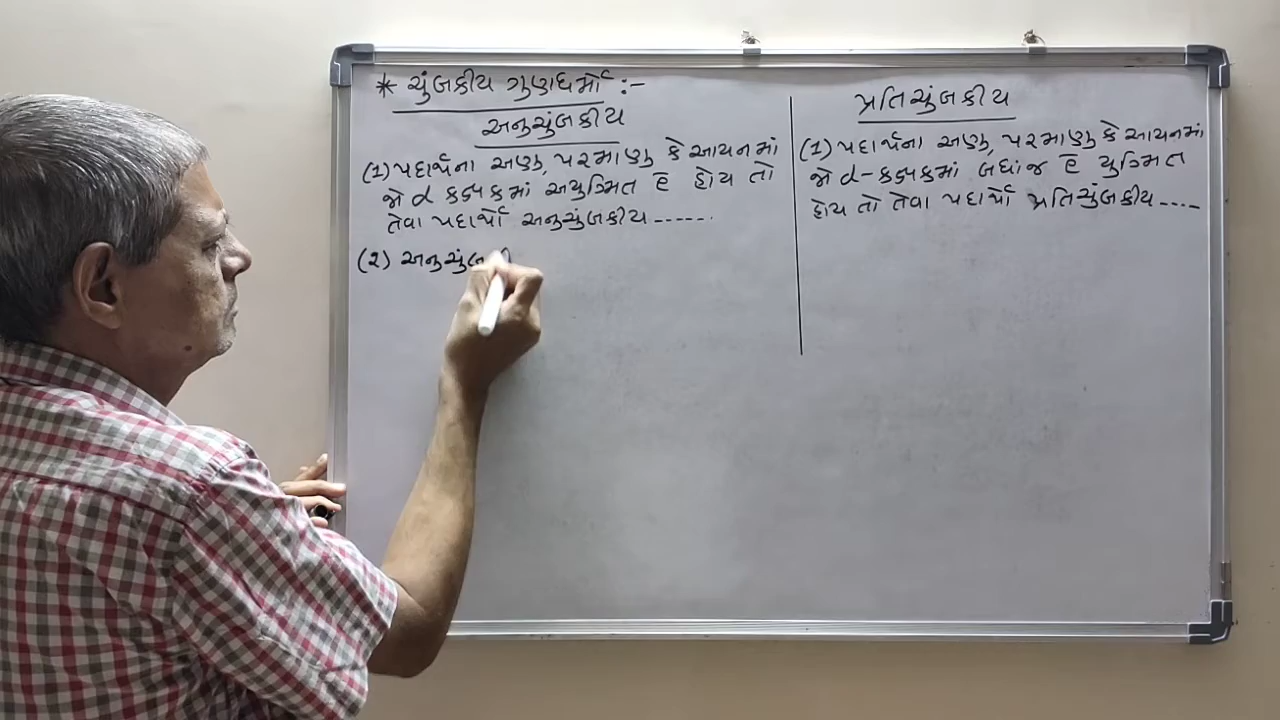 * ચુંબકીય ગુણધર્મો :-
અનુચુંબકીય
(1) પદાર્થના અણુ, પરમાણુ કે આયનમાં
જો d કક્ષકમાં અયુગ્મિત હ​ૈ હોય તો
તેવા પદાર્થો અનુચુંબકીય ------.
(૨) અનુચુંબ
પ્રતિચુંબકીય
(1) પદાર્થના અણુ, પરમાણુ કે આયનમાં
જો d-કક્ષકમાં બધાંજ યુગ્મિત
હોય તો તેવા પદાર્થો પ્રતિચુંબકીય ----